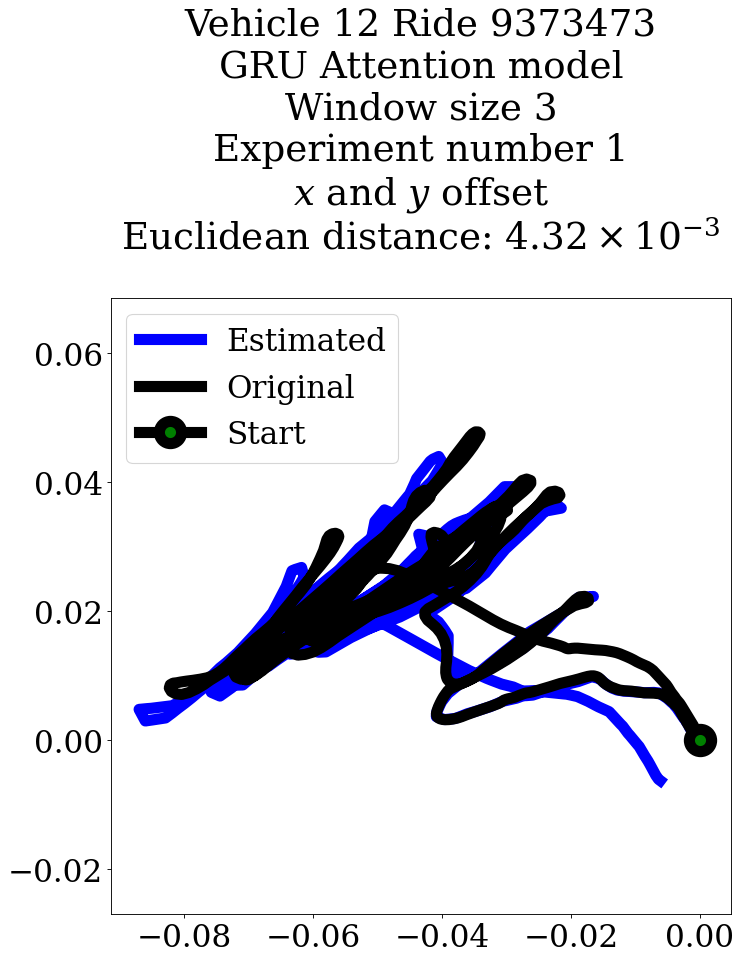 Vehicle 12 Ride 9373473
GRU Attention model
Window size 3
Experiment number 1
x and y offset
Euclidean distance: 4.32 × 10⁻³
Estimated
Original
Start
0.06
0.04
0.02
0.00
−0.02
−0.08 −0.06 −0.04 −0.02 0.00